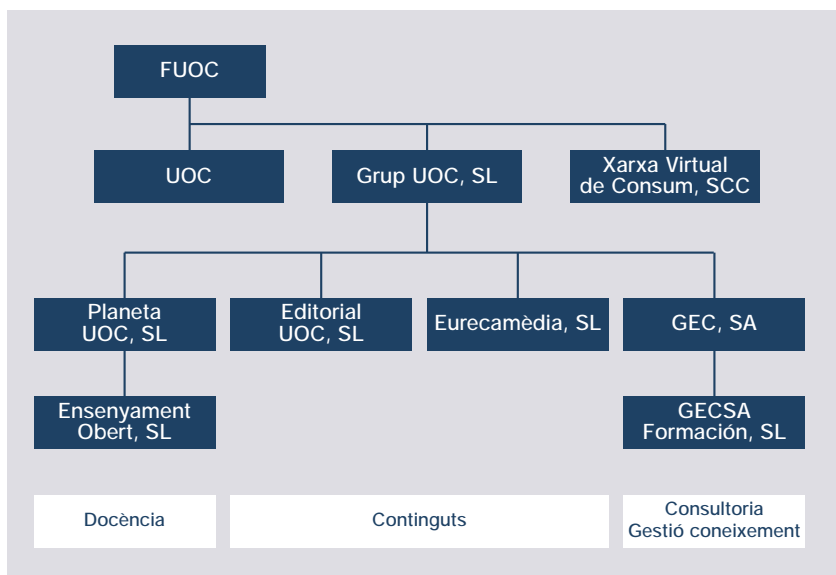 FUOC
UOC
Grup UOC, SL
Xarxa Virtual
de Consum, SCC
Planeta
UOC, SL
Editorial
UOC, SL
Eurecamèdia, SL
GEC, SA
Ensenyament
Obert, SL
GECSA
Formación, SL
Docència
Continguts
Consultoria
Gestió coneixement